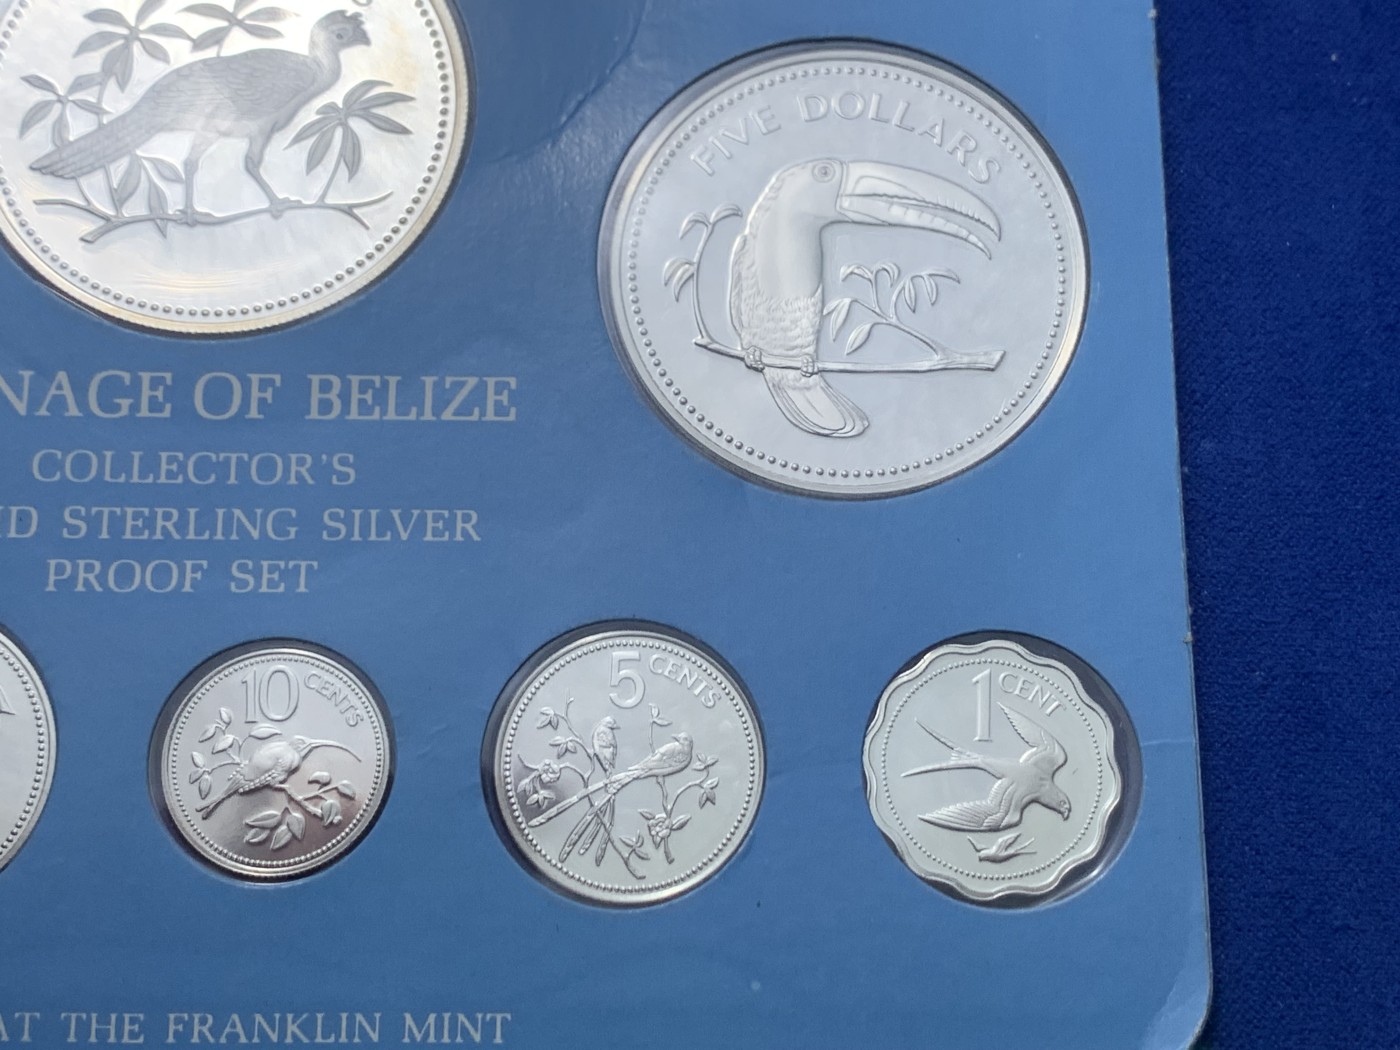 FIVE DOLLARS
NAGE OF BELIZE
COLLECTOR'S
ID STERLING SILVER
PROOF SET
10 CENTS
5 CENTS
1 CENT
AT THE FRANKLIN MINT